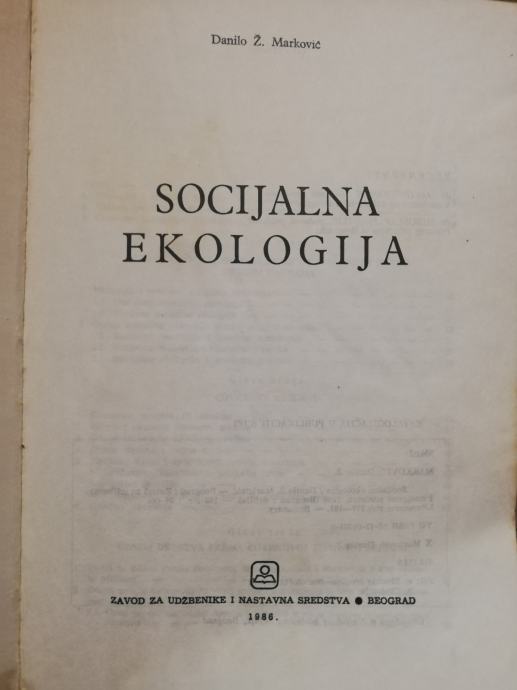 Danilo Ž. Marković
SOCIJALNA
EKOLOGIJA
ZAVOD ZA UDŽBENIKE I NASTAVNA SREDSTVA ● BEOGRAD
1986.